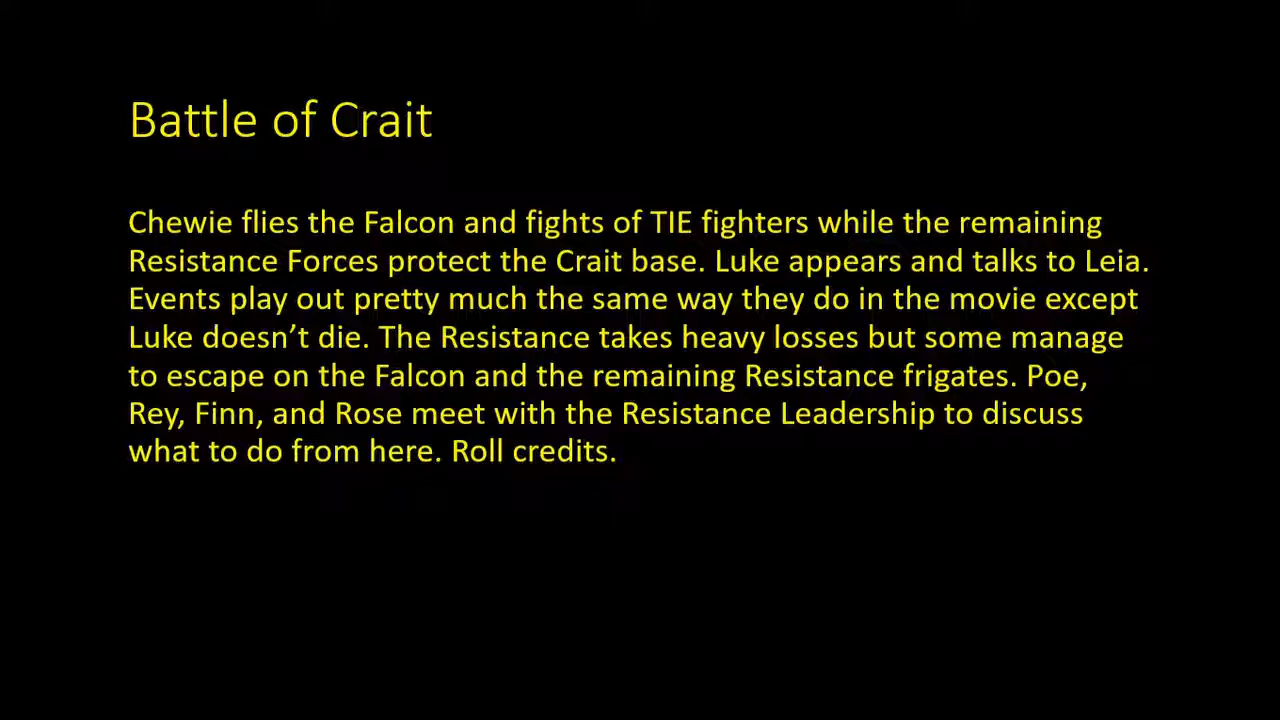 Battle of Crait
Chewie flies the Falcon and fights of TIE fighters while the remaining
Resistance Forces protect the Crait base. Luke appears and talks to Leia.
Events play out pretty much the same way they do in the movie except
Luke doesn’t die. The Resistance takes heavy losses but some manage
to escape on the Falcon and the remaining Resistance frigates. Poe,
Rey, Finn, and Rose meet with the Resistance Leadership to discuss
what to do from here. Roll credits.